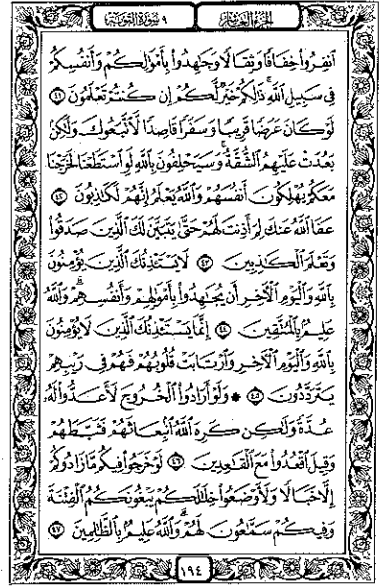 الجزء العاشر ٩ سورة التوبة
ٱنفِرُوا۟ خِفَافًا وَثِقَالًا وَجَٰهِدُوا۟ بِأَمْوَٰلِكُمْ وَأَنفُسِكُمْ
فِى سَبِيلِ ٱللَّهِ ۚ ذَٰلِكُمْ خَيْرٌ لَّكُمْ إِن كُنتُمْ تَعْلَمُونَ ٤١
لَوْ كَانَ عَرَضًا قَرِيبًا وَسَفَرًا قَاصِدًا لَّٱتَّبَعُوكَ وَلَٰكِنۢ
بَعُدَتْ عَلَيْهِمُ ٱلشُّقَّةُ ۚ وَسَيَحْلِفُونَ بِٱللَّهِ لَوِ ٱسْتَطَعْنَا لَخَرَجْنَا
مَعَكُمْ يُهْلِكُونَ أَنفُسَهُمْ وَٱللَّهُ يَعْلَمُ إِنَّهُمْ لَكَٰذِبُونَ ٤٢
عَفَا ٱللَّهُ عَنكَ لِمَ أَذِنتَ لَهُمْ حَتَّىٰ يَتَبَيَّنَ لَكَ ٱلَّذِينَ صَدَقُوا۟
وَتَعْلَمَ ٱلْكَٰذِبِينَ ٤٣ لَا يَسْتَـْٔذِنُكَ ٱلَّذِينَ يُؤْمِنُونَ
بِٱللَّهِ وَٱلْيَوْمِ ٱلْءَاخِرِ أَن يُجَٰهِدُوا۟ بِأَمْوَٰلِهِمْ وَأَنفُسِهِمْ ۗ وَٱللَّهُ
عَلِيمٌۢ بِٱلْمُتَّقِينَ ٤٤ إِنَّمَا يَسْتَـْٔذِنُكَ ٱلَّذِينَ لَا يُؤْمِنُونَ
بِٱللَّهِ وَٱلْيَوْمِ ٱلْءَاخِرِ وَٱرْتَابَتْ قُلُوبُهُمْ فَهُمْ فِى رَيْبِهِمْ
يَتَرَدَّدُونَ ٤٥ ۞ وَلَوْ أَرَادُوا۟ ٱلْخُرُوجَ لَأَعَدُّوا۟ لَهُۥ
عُدَّةً وَلَٰكِن كَرِهَ ٱللَّهُ ٱنۢبِعَاثَهُمْ فَثَبَّطَهُمْ
وَقِيلَ ٱقْعُدُوا۟ مَعَ ٱلْقَٰعِدِينَ ٤٦ لَوْ خَرَجُوا۟ فِيكُم مَّا زَادُوكُمْ
إِلَّا خَبَالًا وَلَأَوْضَعُوا۟ خِلَٰلَكُمْ يَبْغُونَكُمُ ٱلْفِتْنَةَ
وَفِيكُمْ سَمَّٰعُونَ لَهُمْ ۗ وَٱللَّهُ عَلِيمٌۢ بِٱلظَّٰلِمِينَ ٤٧
١٩٤